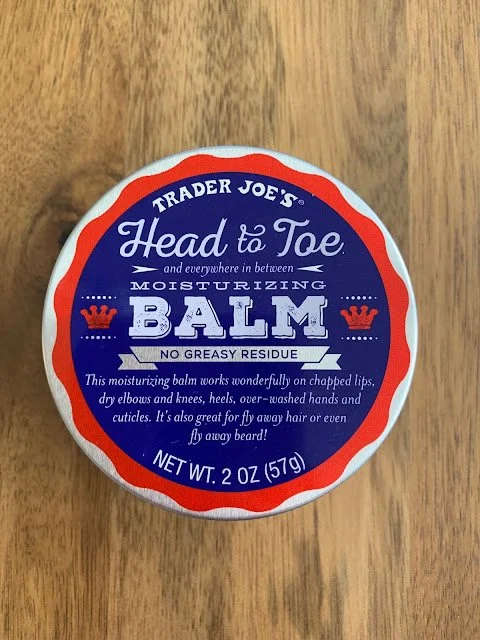 TRADER JOE'S®
Head to Toe
and everywhere in between
MOISTURIZING
BALM
NO GREASY RESIDUE
This moisturizing balm works wonderfully on chapped lips,
dry elbows and knees, heels, over-washed hands and
cuticles. It's also great for fly away hair or even
fly away beard!
NET WT. 2 OZ (57g)